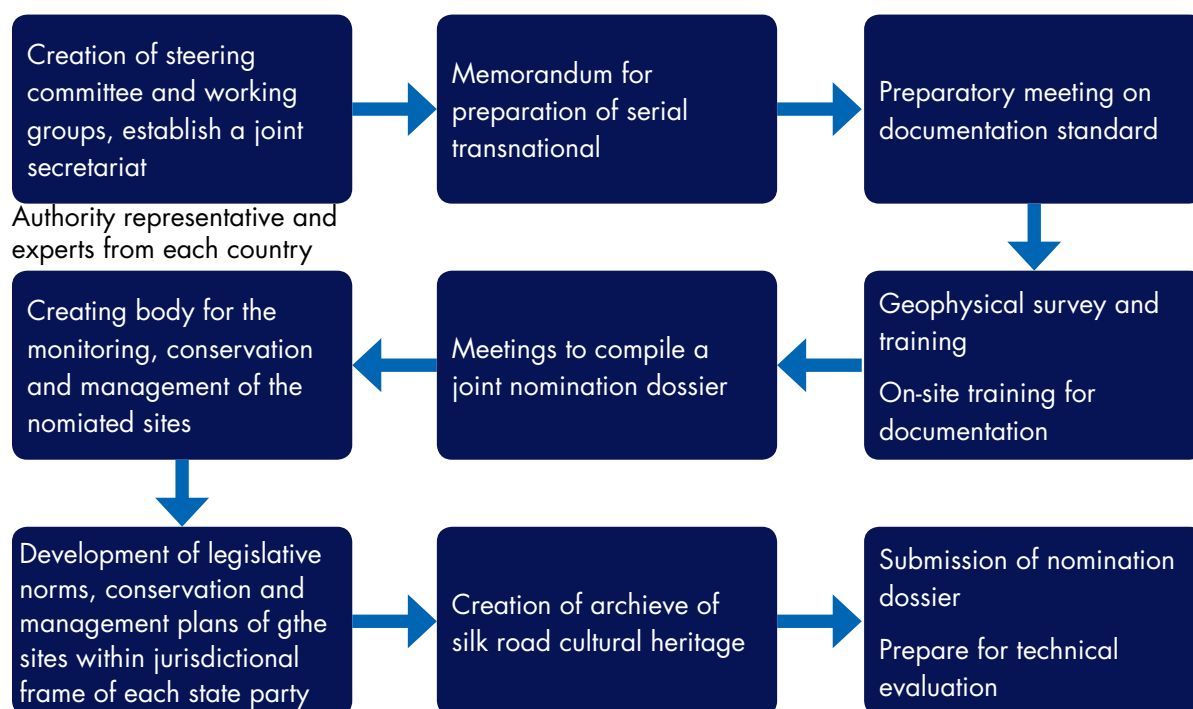 Creation of steering
committee and working
groups, establish a joint
secretariat
Authority representative and
experts from each country
Memorandum for
preparation of serial
transnational
Preparatory meeting on
documentation standard
Geophysical survey and
training
On-site training for
documentation
Meetings to compile a
joint nomination dossier
Creating body for the
monitoring, conservation
and management of the
nomiated sites
Development of legislative
norms, conservation and
management plans of gthe
sites within jurisdictional
frame of each state party
Creation of archieve of
silk road cultural heritage
Submission of nomination
dossier
Prepare for technical
evaluation